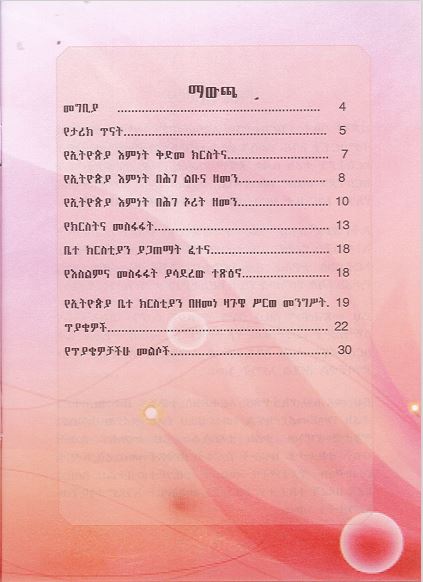 ማውጫ
መግቢያ ................................................... 4
የታሪክ ጥናት................................................... 5
የኢትዮጵያ እምነት ቅድመ ክርስትና......................... 7
የኢትዮጵያ እምነት በሕገ ልቡና ዘመን..................... 8
የኢትዮጵያ እምነት በሕገ ኦሪት ዘመን..................... 10
የክርስትና መስፋፋት........................................... 13
ቤተ ክርስቲያን ያጋጠማት ፈተና............................. 18
የእስልምና መስፋፋት ያሳደረው ተጽዕና.................... 18
የኢትዮጵያ ቤተ ክርስቲያን በዘመነ ዛጉዌ ሥርወ መንግሥት. 19
ጥያቄዎች....................................................... 22
የጥያቄዎቻችሁ መልሶች........................................ 30